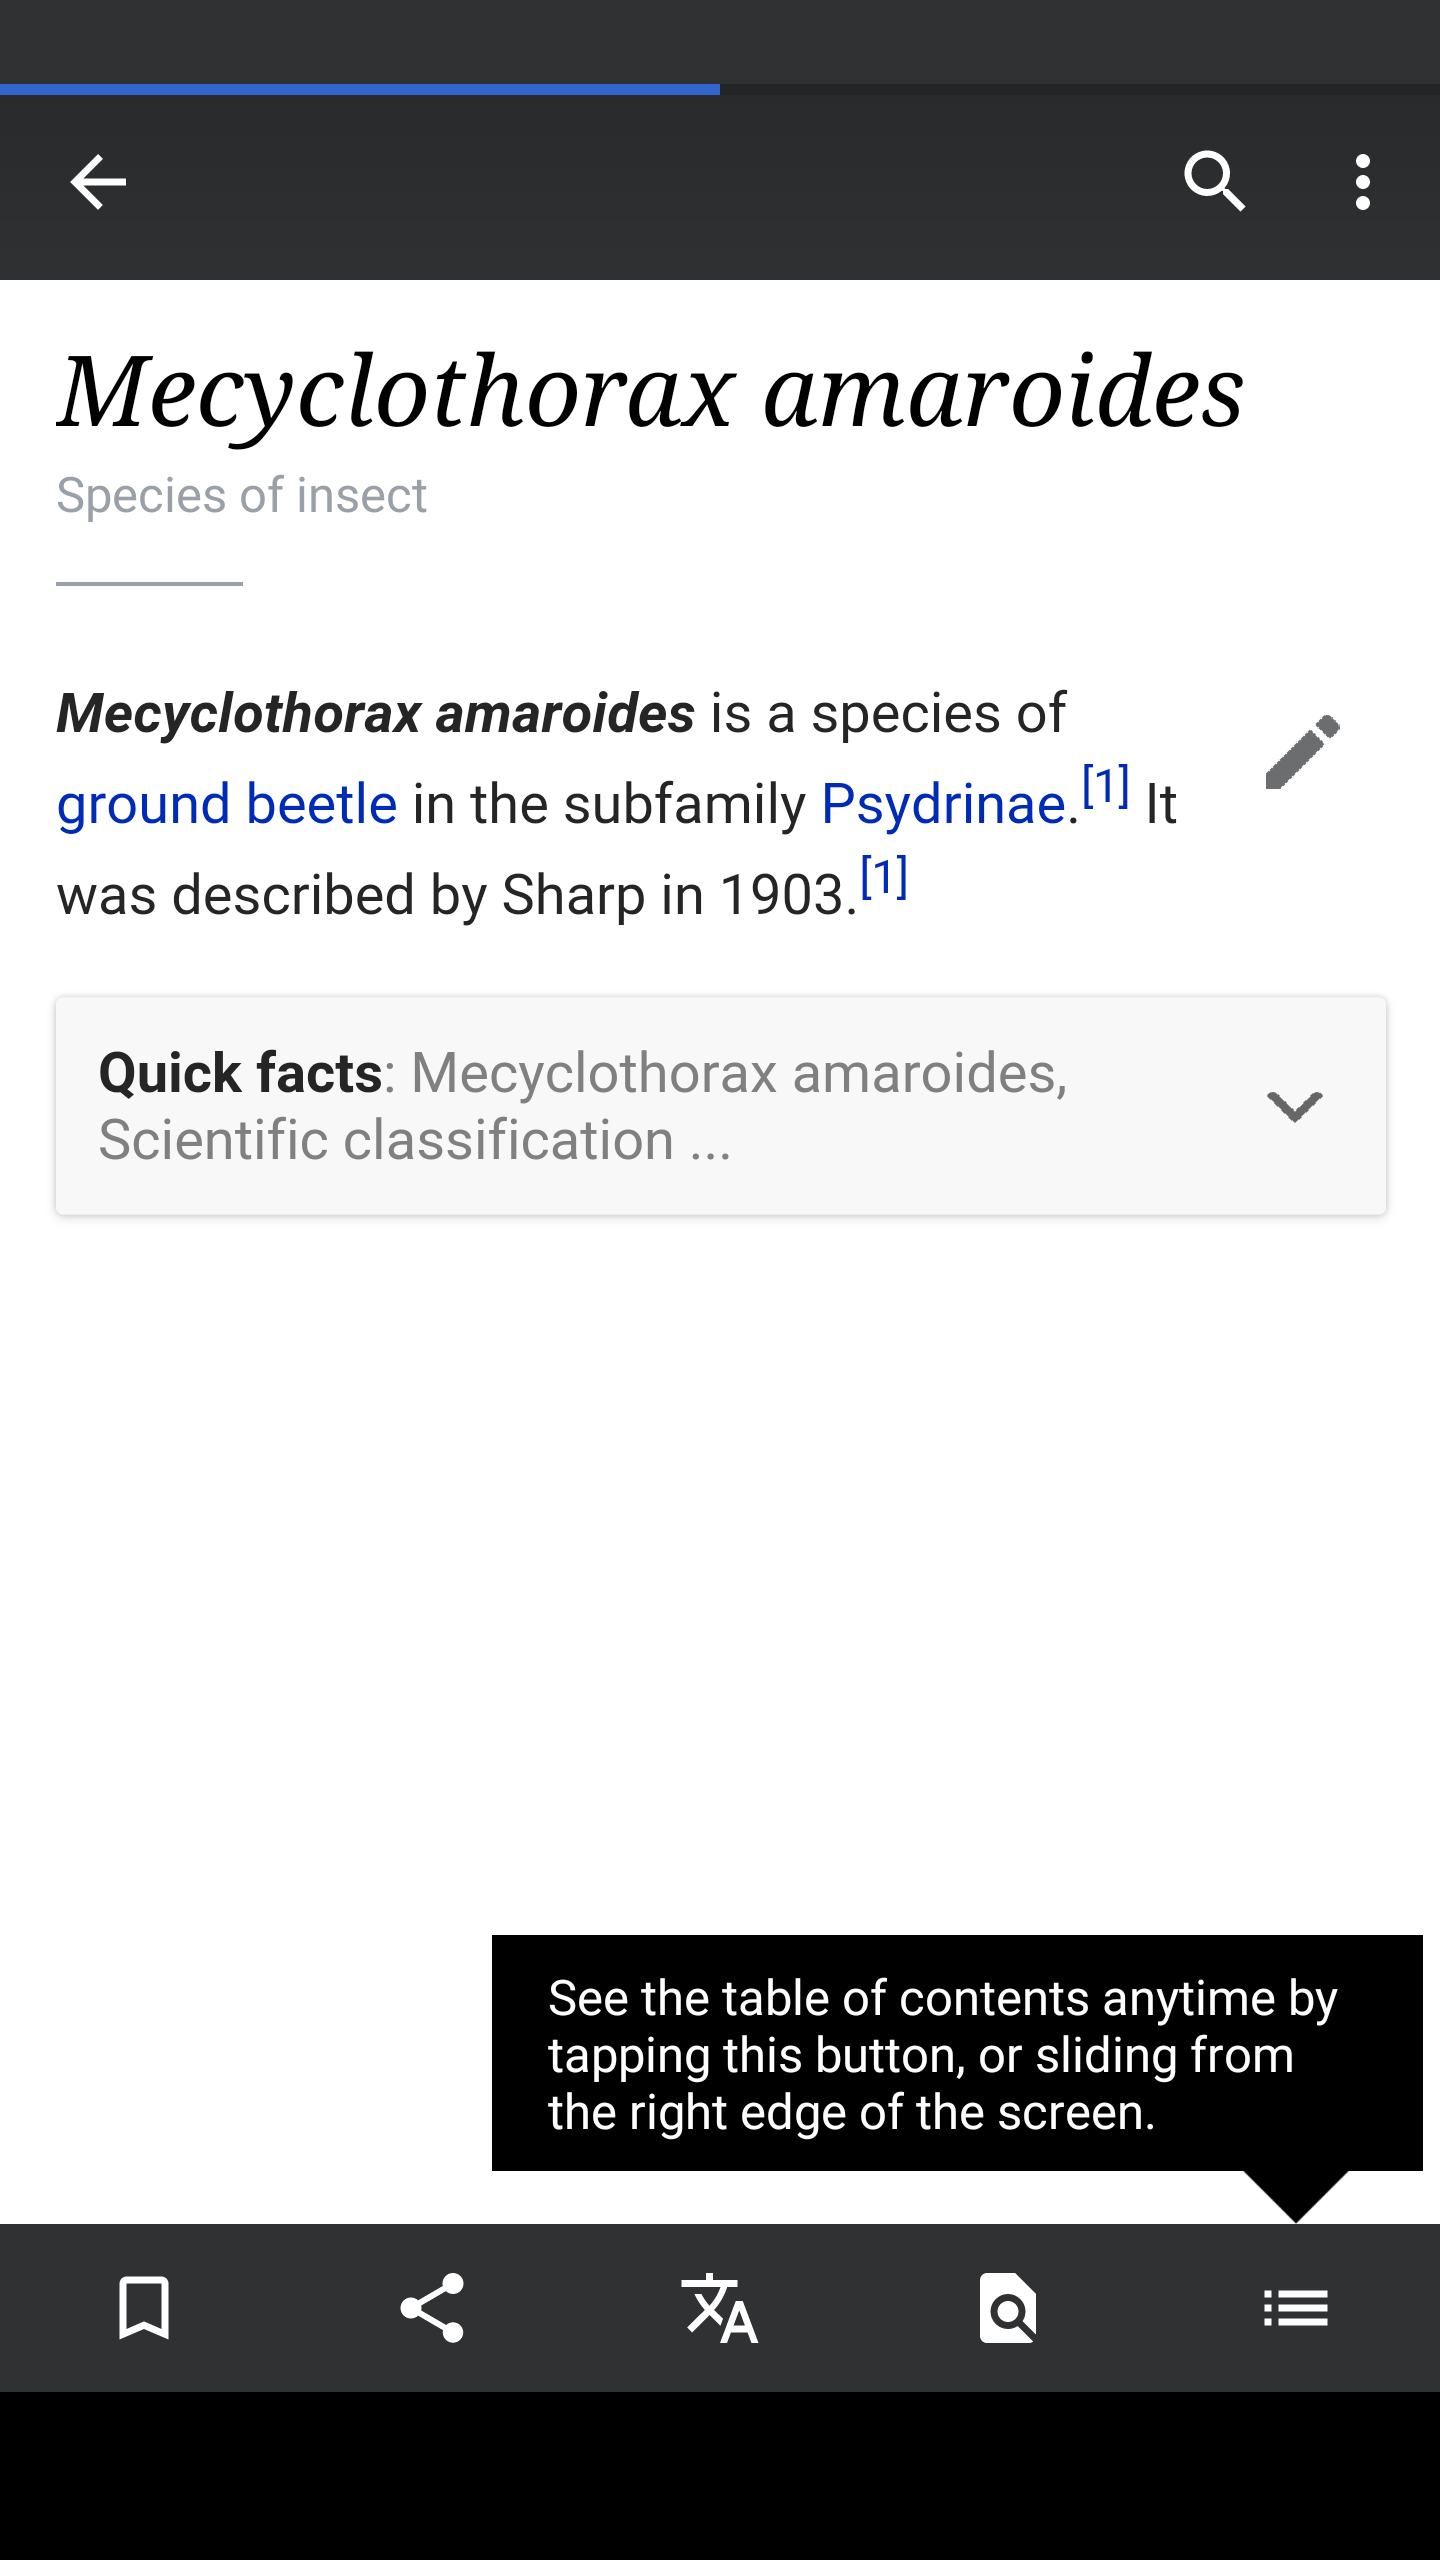 Mecyclothorax amaroides
Species of insect
Mecyclothorax amaroides is a species of
ground beetle in the subfamily Psydrinae.[1] It
was described by Sharp in 1903.[1]
Quick facts: Mecyclothorax amaroides,
Scientific classification ...
See the table of contents anytime by
tapping this button, or sliding from
the right edge of the screen.